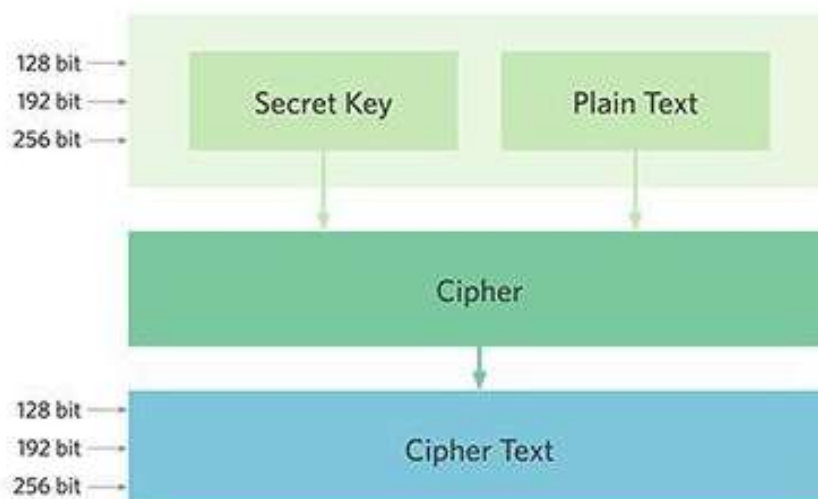 128 bit
192 bit
256 bit
Secret Key
Plain Text
Cipher
128 bit
192 bit
256 bit
Cipher Text